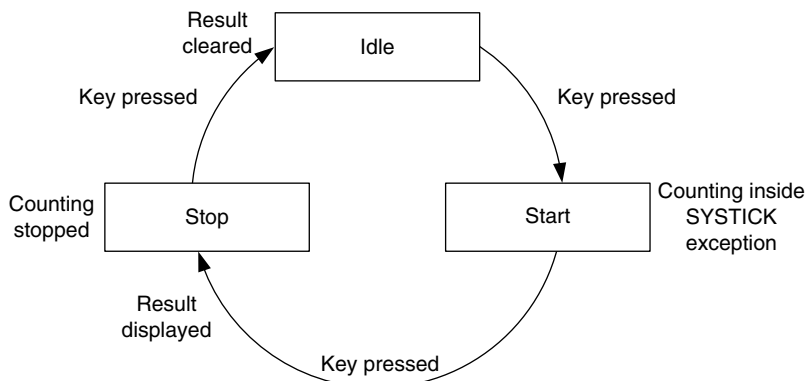 Result
cleared
Idle
Key pressed
Key pressed
Counting
stopped
Stop
Start
Counting inside
SYSTICK
exception
Result
displayed
Key pressed